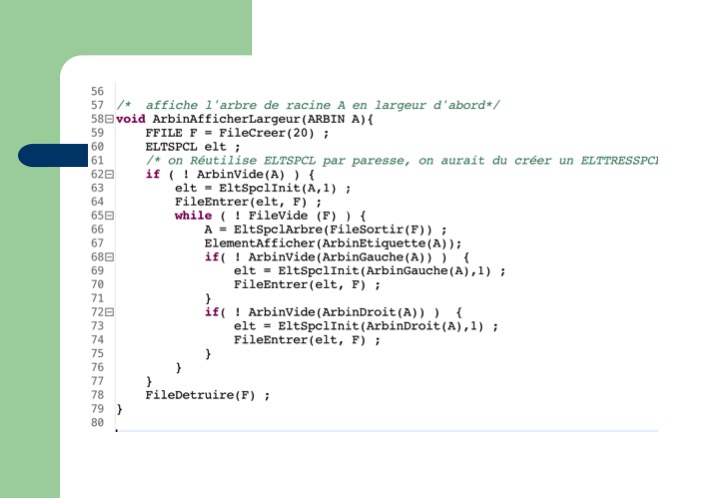 56
57 /*  affiche l'arbre de racine A en largeur d'abord*/
58 void ArbinAfficherLargeur(ARBIN A){
59     FFILE F = FileCreer(20) ;
60     ELTSPCL elt ;
61     /* on Réutilise ELTSPCL par paresse, on aurait du créer un ELTTRESSPCL
62     if ( ! ArbinVide(A) ) {
63         elt = EltSpclInit(A,1) ;
64         FileEntrer(elt, F) ;
65         while ( ! FileVide (F) ) {
66             A = EltSpclArbre(FileSortir(F)) ;
67             ElementAfficher(ArbinEtiquette(A));
68             if( ! ArbinVide(ArbinGauche(A)) )  {
69                 elt = EltSpclInit(ArbinGauche(A),1) ;
70                 FileEntrer(elt, F) ;
71             }
72             if( ! ArbinVide(ArbinDroit(A)) )  {
73                 elt = EltSpclInit(ArbinDroit(A),1) ;
74                 FileEntrer(elt, F) ;
75             }
76         }
77     }
78     FileDetruire(F) ;
79 }
80